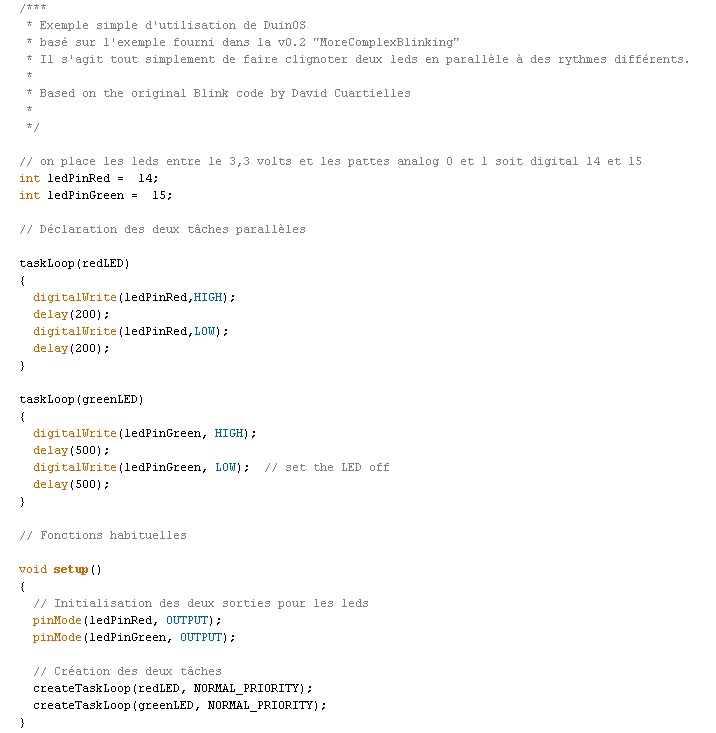 /***
 * Exemple simple d'utilisation de DuinOS
 * basé sur l'exemple fourni dans la v0.2 "MoreComplexBlinking"
 * Il s'agit tout simplement de faire clignoter deux leds en parallèle à des rythmes différents.
 *
 * Based on the original Blink code by David Cuartielles
 *
 */

// on place les leds entre le 3,3 volts et les pattes analog 0 et 1 soit digital 14 et 15
int ledPinRed =  14;
int ledPinGreen =  15;

// Déclaration des deux tâches parallèles

taskLoop(redLED)
{
  digitalWrite(ledPinRed,HIGH);
  delay(200);
  digitalWrite(ledPinRed,LOW);
  delay(200);
}

taskLoop(greenLED)
{
  digitalWrite(ledPinGreen, HIGH);
  delay(500);
  digitalWrite(ledPinGreen, LOW);  // set the LED off
  delay(500);
}

// Fonctions habituelles

void setup()
{
  // Initialisation des deux sorties pour les leds
  pinMode(ledPinRed, OUTPUT);
  pinMode(ledPinGreen, OUTPUT);

  // Création des deux tâches
  createTaskLoop(redLED, NORMAL_PRIORITY);
  createTaskLoop(greenLED, NORMAL_PRIORITY);
}